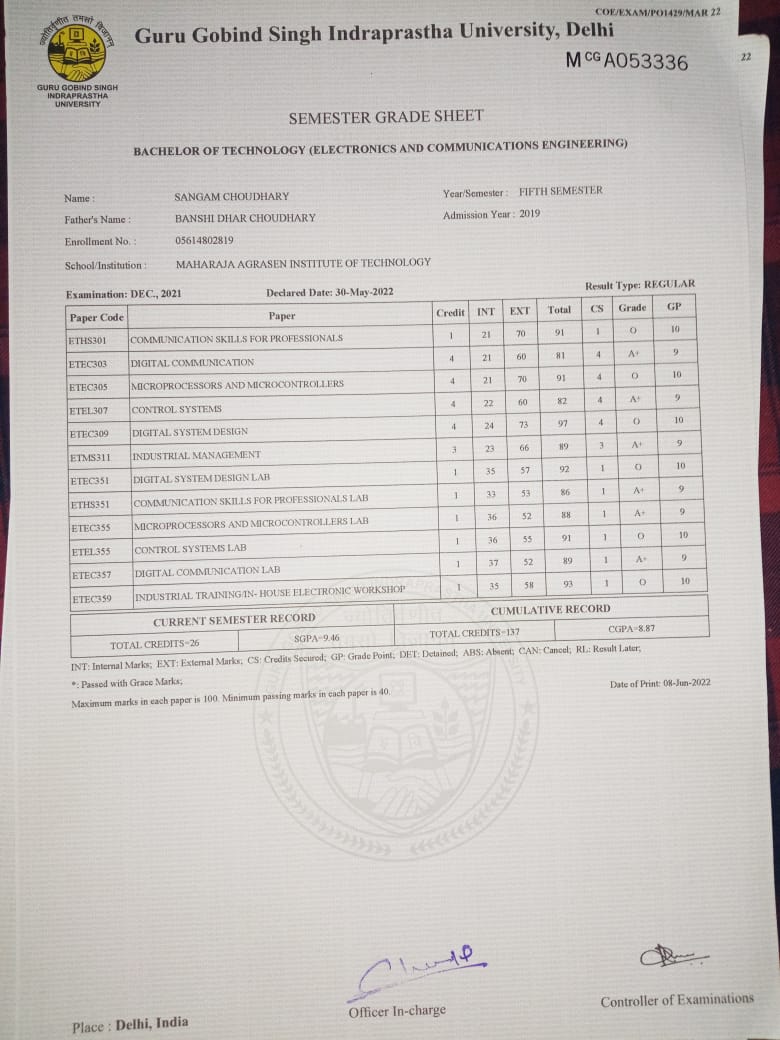 COE/EXAM/PO1429/MAR 22
Guru Gobind Singh Indraprastha University, Delhi
22
M CG A053336
GURU GOBIND SINGH
INDRAPRASTHA
UNIVERSITY
SEMESTER GRADE SHEET
BACHELOR OF TECHNOLOGY (ELECTRONICS AND COMMUNICATIONS ENGINEERING)
Name : SANGAM CHOUDHARY Year/Semester : FIFTH SEMESTER
Father's Name : BANSHI DHAR CHOUDHARY Admission Year : 2019
Enrollment No. : 05614802819
School/Institution : MAHARAJA AGRASEN INSTITUTE OF TECHNOLOGY
Examination: DEC., 2021 Declared Date: 30-May-2022 Result Type: REGULAR
Paper Code Paper Credit INT EXT Total CS Grade GP
ETHS301 COMMUNICATION SKILLS FOR PROFESSIONALS 1 21 70 91 1 O 10
ETEC303 DIGITAL COMMUNICATION 4 21 60 81 4 A+ 9
ETEC305 MICROPROCESSORS AND MICROCONTROLLERS 4 21 70 91 4 O 10
ETEL307 CONTROL SYSTEMS 4 22 60 82 4 A+ 9
ETEC309 DIGITAL SYSTEM DESIGN 4 24 73 97 4 O 10
ETMS311 INDUSTRIAL MANAGEMENT 3 23 66 89 3 A+ 9
ETEC351 DIGITAL SYSTEM DESIGN LAB 1 35 57 92 1 O 10
ETHS351 COMMUNICATION SKILLS FOR PROFESSIONALS LAB 1 33 53 86 1 A+ 9
ETEC355 MICROPROCESSORS AND MICROCONTROLLERS LAB 1 36 52 88 1 A+ 9
ETEL355 CONTROL SYSTEMS LAB 1 36 55 91 1 O 10
ETEC357 DIGITAL COMMUNICATION LAB 1 37 52 89 1 A+ 9
ETEC359 INDUSTRIAL TRAINING/IN- HOUSE ELECTRONIC WORKSHOP 1 35 58 93 1 O 10
CURRENT SEMESTER RECORD CUMULATIVE RECORD
TOTAL CREDITS=26 SGPA=9.46 TOTAL CREDITS=137 CGPA=8.87
INT: Internal Marks; EXT: External Marks; CS: Credits Secured; GP: Grade Point; DET: Detained; ABS: Absent; CAN: Cancel; RL: Result Later;
*: Passed with Grace Marks;
Maximum marks in each paper is 100. Minimum passing marks in each paper is 40.
Date of Print: 08-Jun-2022
Officer In-charge
Controller of Examinations
Place : Delhi, India